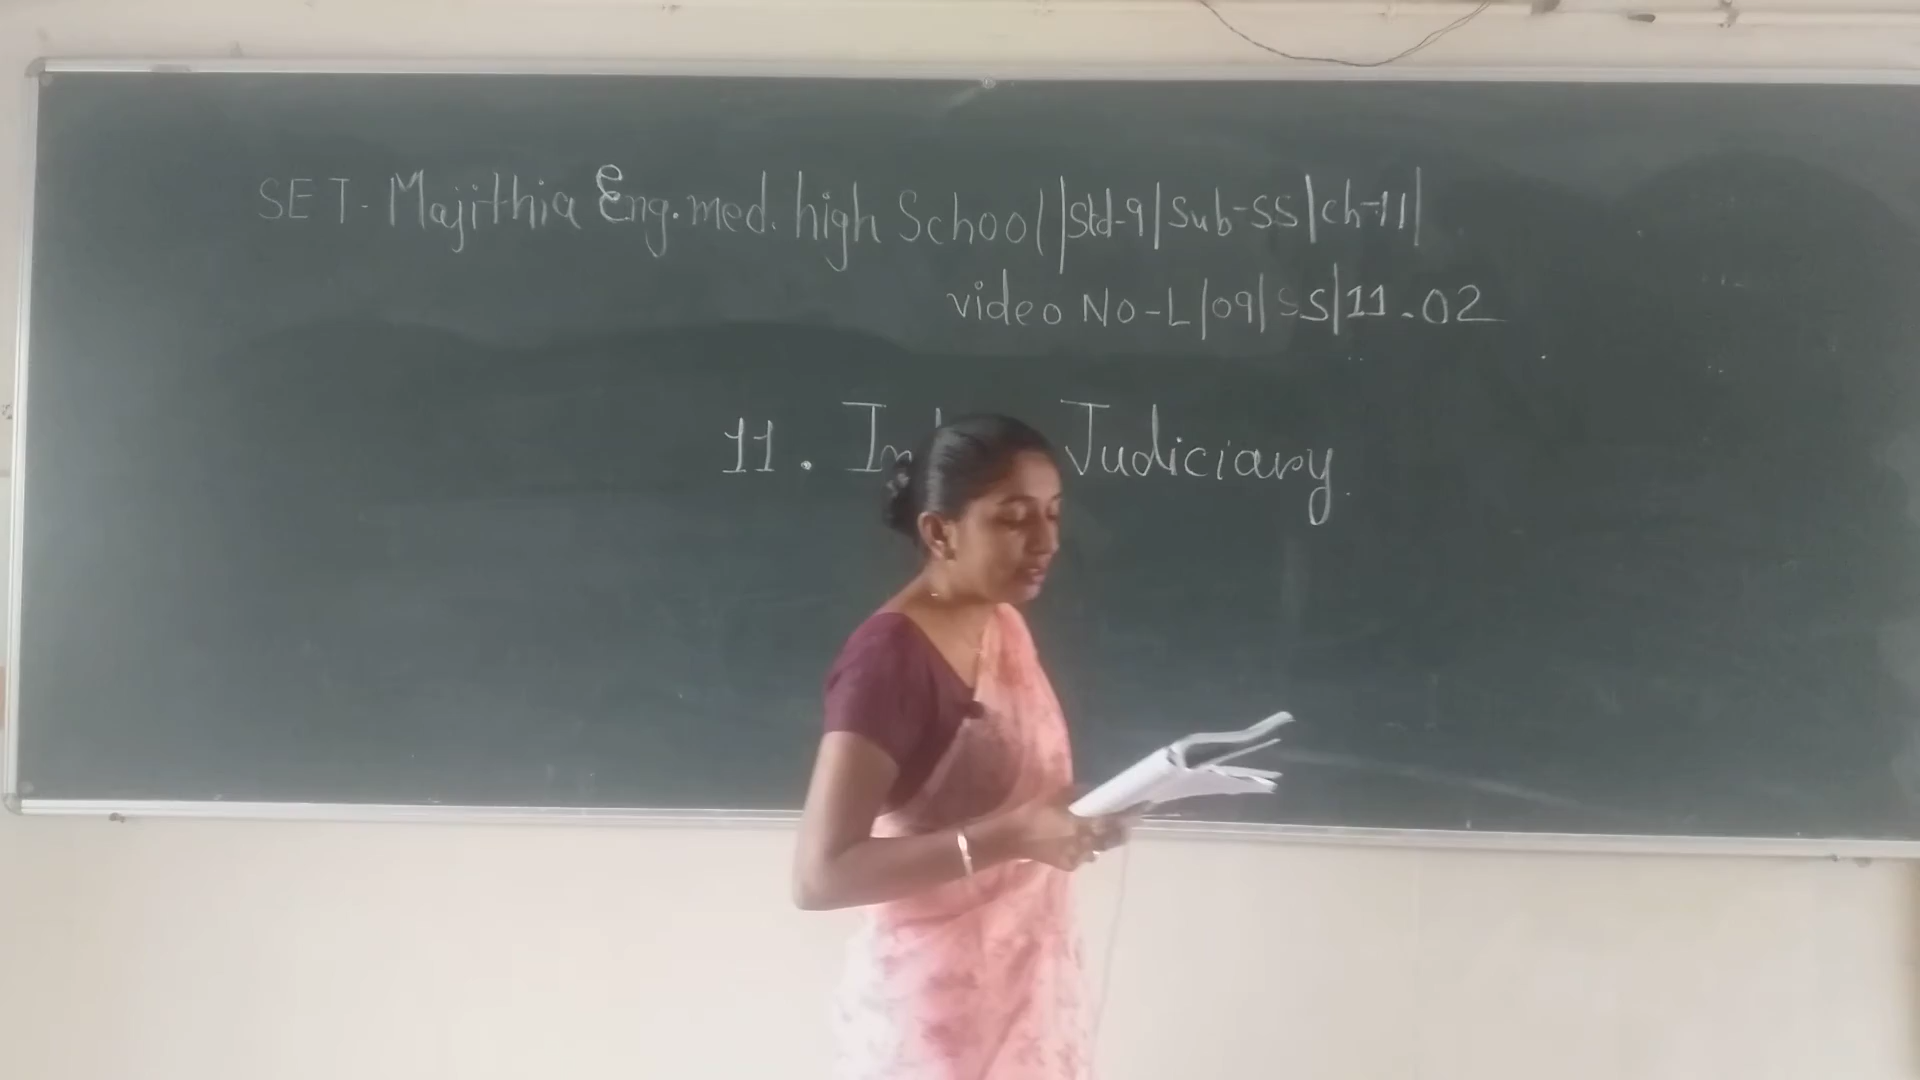 SET- Majithia Eng. med. high School||Std-9|Sub-SS|ch-11|
video No-L|09|SS|11.02
11. Judiciary.